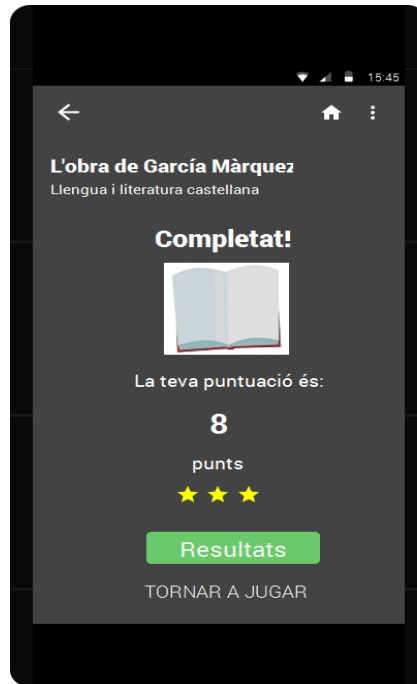 15:45
L'obra de García Màrquez
Llengua i literatura castellana
Completat!
La teva puntuació és:
8
punts
Resultats
TORNAR A JUGAR